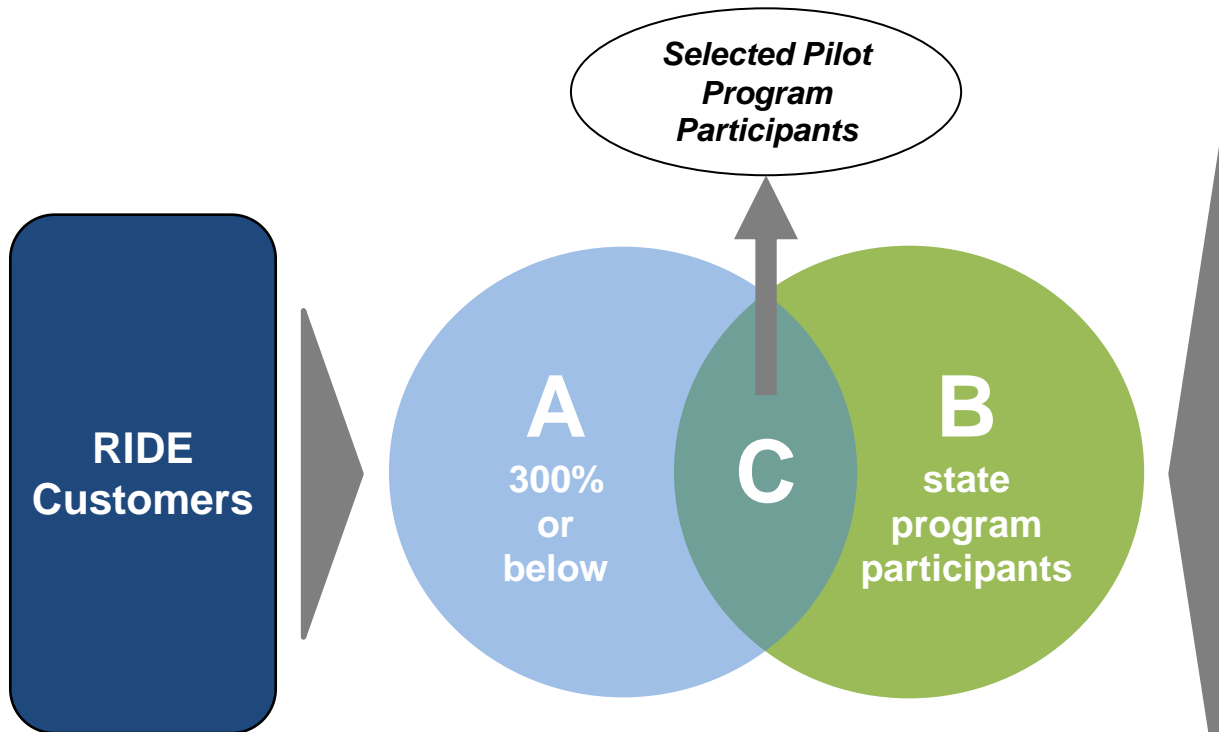 Selected Pilot
Program
Participants
RIDE
Customers
A
300%
or
below
C
B
state
program
participants